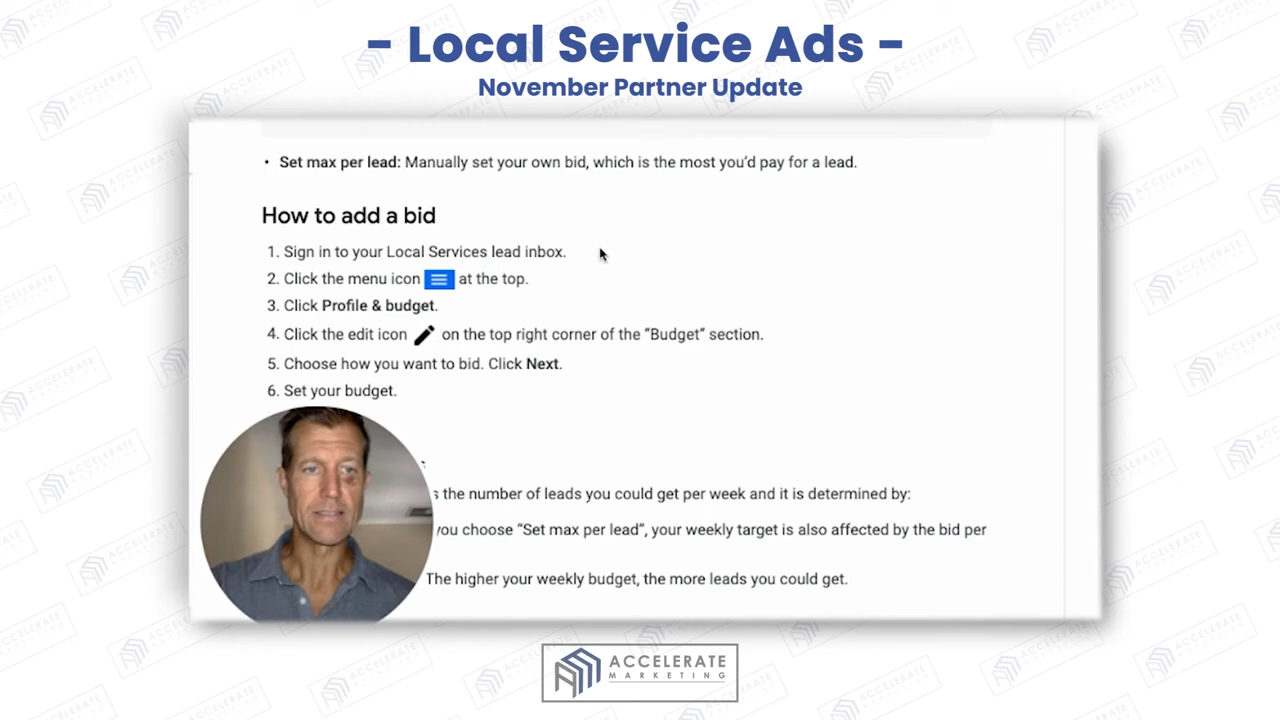 - Local Service Ads -
November Partner Update
• Set max per lead: Manually set your own bid, which is the most you’d pay for a lead.
How to add a bid
1. Sign in to your Local Services lead inbox.
2. Click the menu icon at the top.
3. Click Profile & budget.
4. Click the edit icon on the top right corner of the “Budget” section.
5. Choose how you want to bid. Click Next.
6. Set your budget.
the number of leads you could get per week and it is determined by:
you choose “Set max per lead”, your weekly target is also affected by the bid per
The higher your weekly budget, the more leads you could get.
ACCELERATE
MARKETING